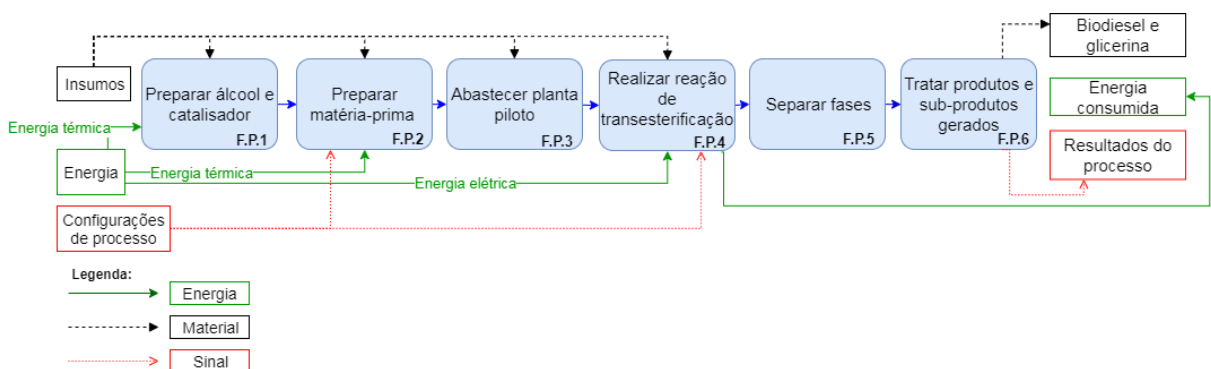 Insumos
Preparar álcool e
catalisador
F.P.1
Preparar
matéria-prima
F.P.2
Abastecer planta
piloto
F.P.3
Realizar reação
de
transesterificação
F.P.4
Separar fases
F.P.5
Tratar produtos e
sub-produtos
gerados
F.P.6
Biodiesel e
glicerina
Energia
consumida
Resultados do
processo
Energia térmica
Energia
Energia térmica
Energia elétrica
Configurações
de processo
Legenda:
Energia
Material
Sinal